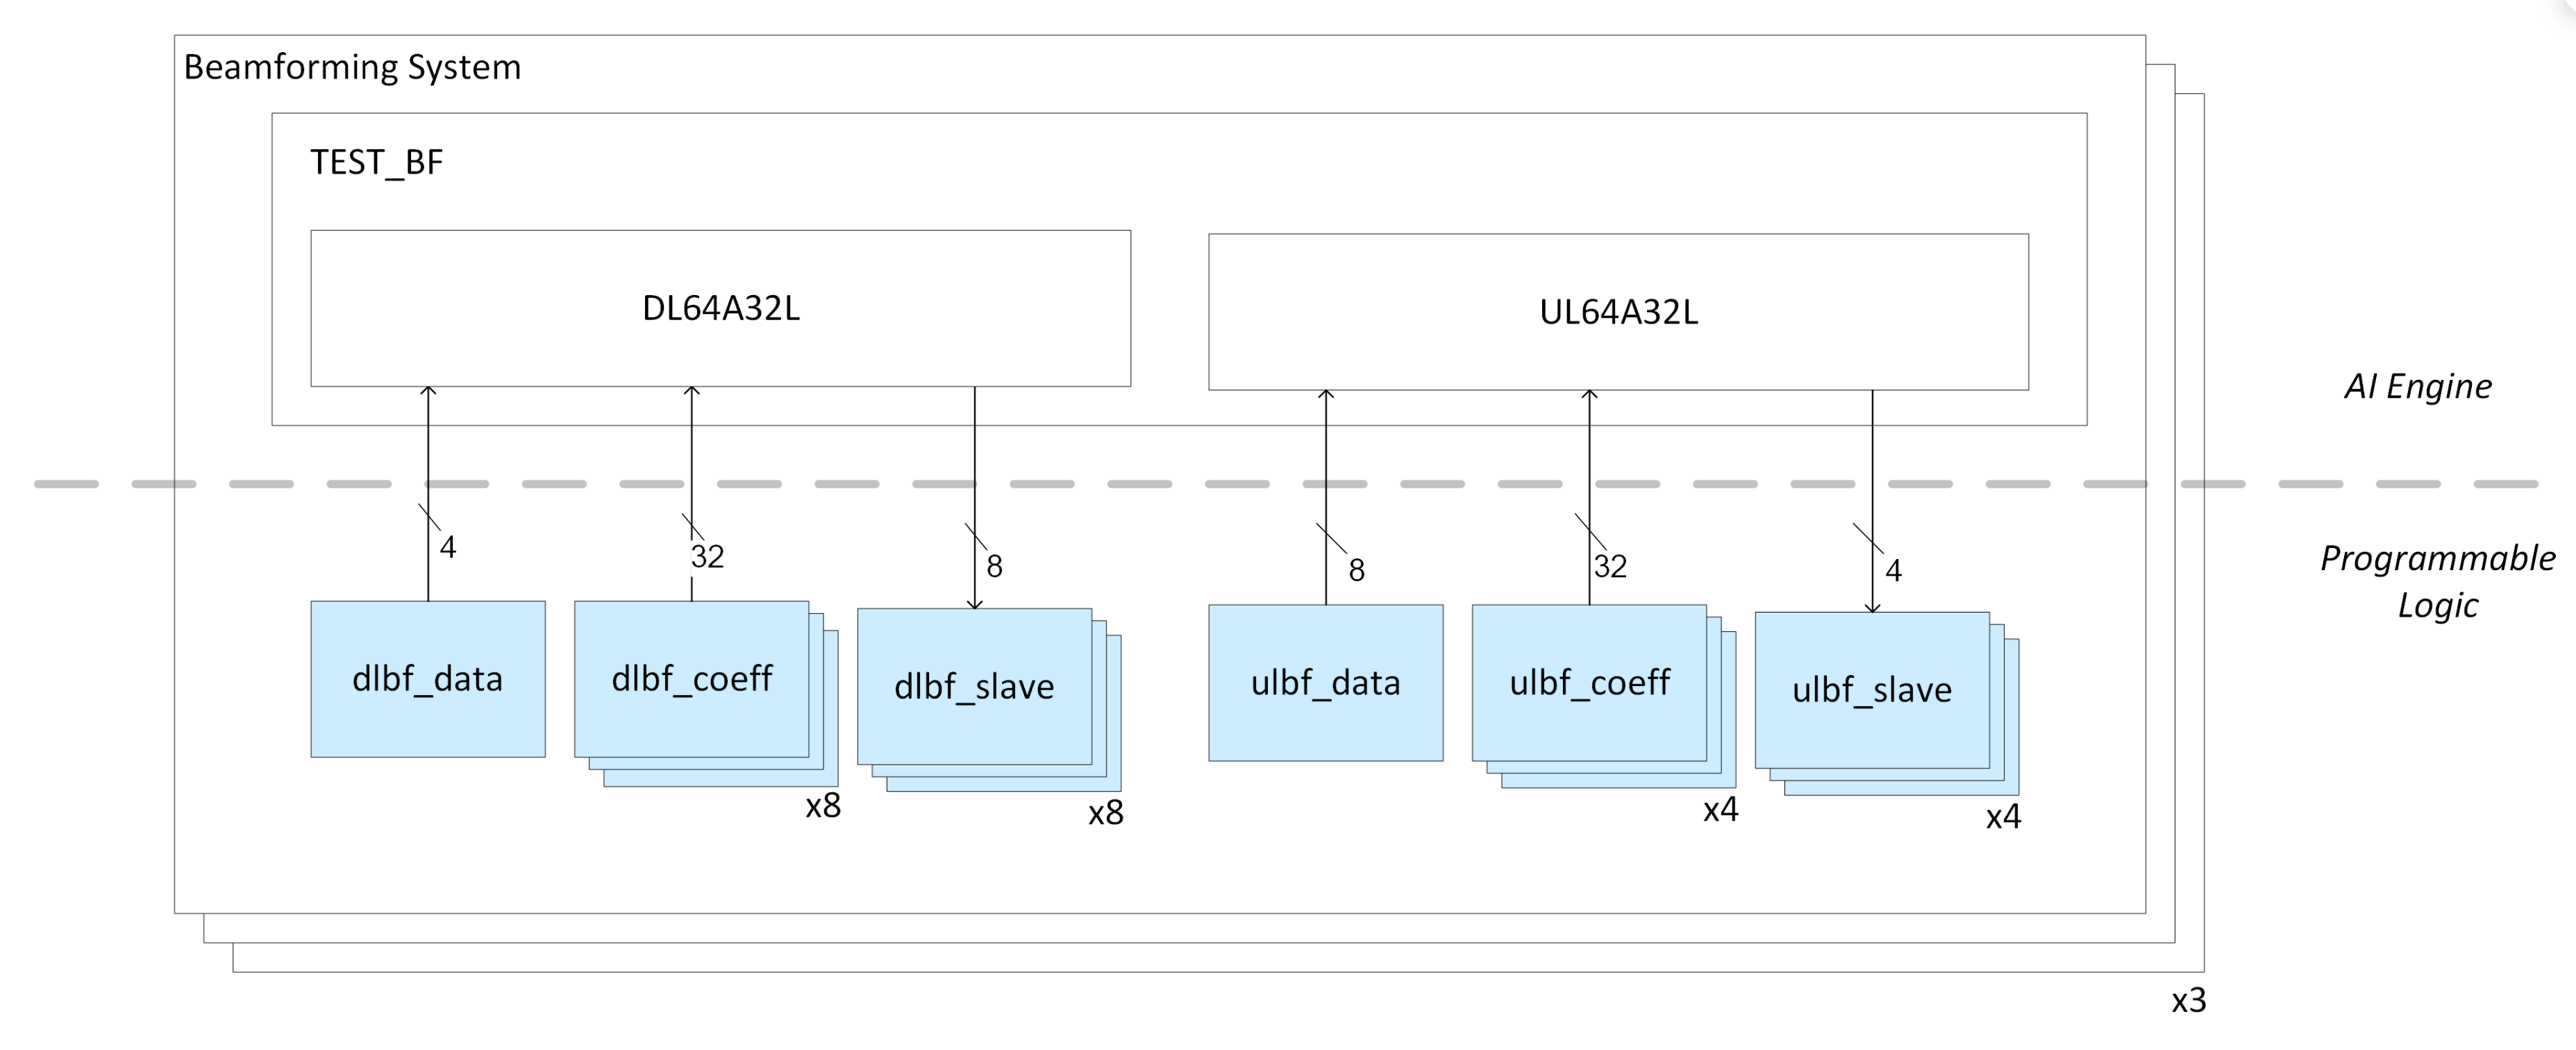 Beamforming System
TEST_BF
DL64A32L
UL64A32L
AI Engine
4
32
8
8
32
4
Programmable
Logic
dlbf_data
dlbf_coeff
dlbf_slave
ulbf_data
ulbf_coeff
ulbf_slave
x8
x8
x4
x4
x3